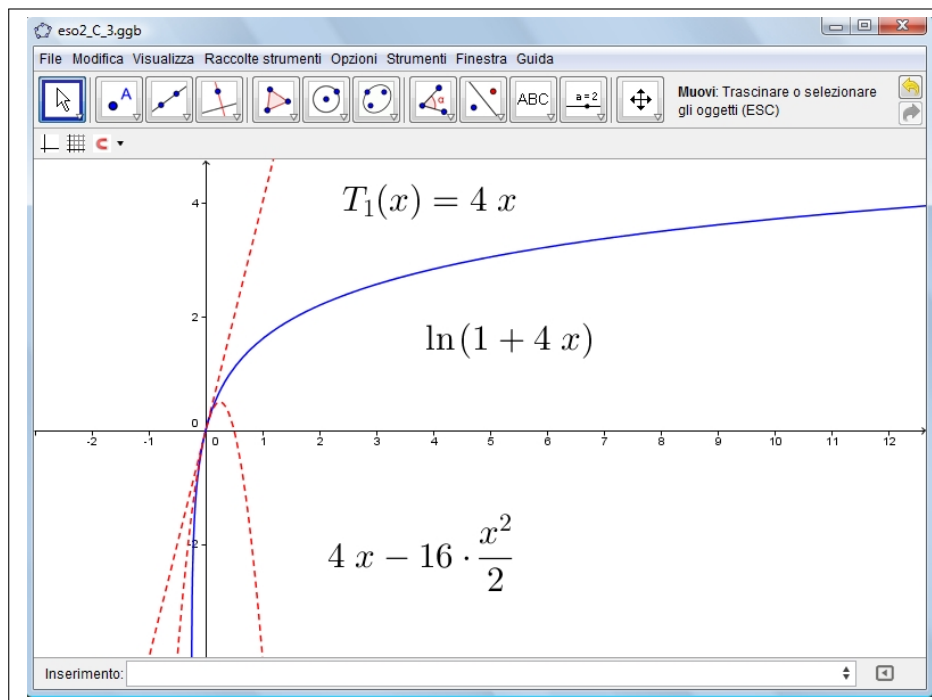 eso2_C_3.ggb
File Modifica Visualizza Raccolte strumenti Opzioni Strumenti Finestra Guida
A
α
ABC
a = 2
Muovi: Trascinare o selezionare
gli oggetti (ESC)
T₁(x) = 4 x
4
ln(1 + 4 x)
2
0
-2 -1 0 1 2 3 4 5 6 7 8 9 10 11 12
-2
4 x − 16 · x²/2
Inserimento: